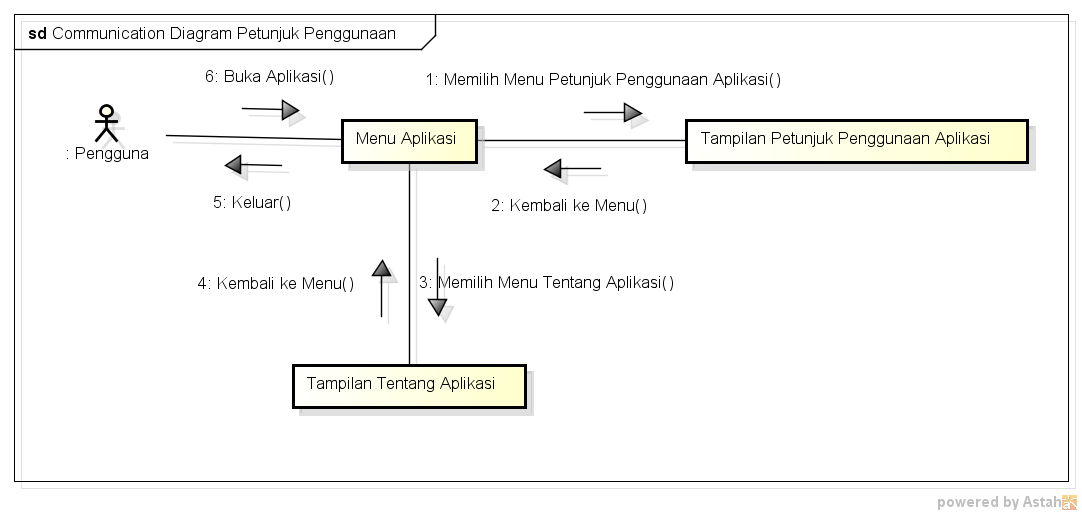 sd Communication Diagram Petunjuk Penggunaan
6: Buka Aplikasi()
1: Memilih Menu Petunjuk Penggunaan Aplikasi()
: Pengguna
Menu Aplikasi
Tampilan Petunjuk Penggunaan Aplikasi
5: Keluar()
2: Kembali ke Menu()
4: Kembali ke Menu()
3: Memilih Menu Tentang Aplikasi()
Tampilan Tentang Aplikasi
powered by Astah